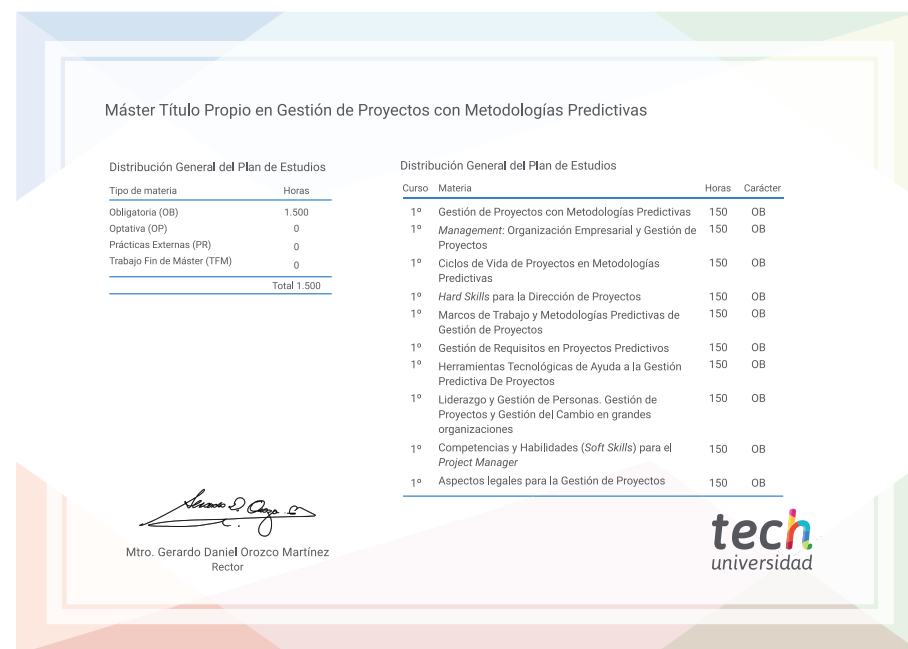 Máster Título Propio en Gestión de Proyectos con Metodologías Predictivas
Distribución General del Plan de Estudios
Tipo de materia Horas
Obligatoria (OB) 1.500
Optativa (OP) 0
Prácticas Externas (PR) 0
Trabajo Fin de Máster (TFM) 0
Total 1.500
Distribución General del Plan de Estudios
Curso Materia Horas Carácter
1º Gestión de Proyectos con Metodologías Predictivas 150 OB
1º Management: Organización Empresarial y Gestión de 150 OB
Proyectos
1º Ciclos de Vida de Proyectos en Metodologías 150 OB
Predictivas
1º Hard Skills para la Dirección de Proyectos 150 OB
1º Marcos de Trabajo y Metodologías Predictivas de 150 OB
Gestión de Proyectos
1º Gestión de Requisitos en Proyectos Predictivos 150 OB
1º Herramientas Tecnológicas de Ayuda a la Gestión 150 OB
Predictiva De Proyectos
1º Liderazgo y Gestión de Personas. Gestión de 150 OB
Proyectos y Gestión del Cambio en grandes
organizaciones
1º Competencias y Habilidades (Soft Skills) para el 150 OB
Project Manager
1º Aspectos legales para la Gestión de Proyectos 150 OB
Mtro. Gerardo Daniel Orozco Martínez
Rector
tech
universidad